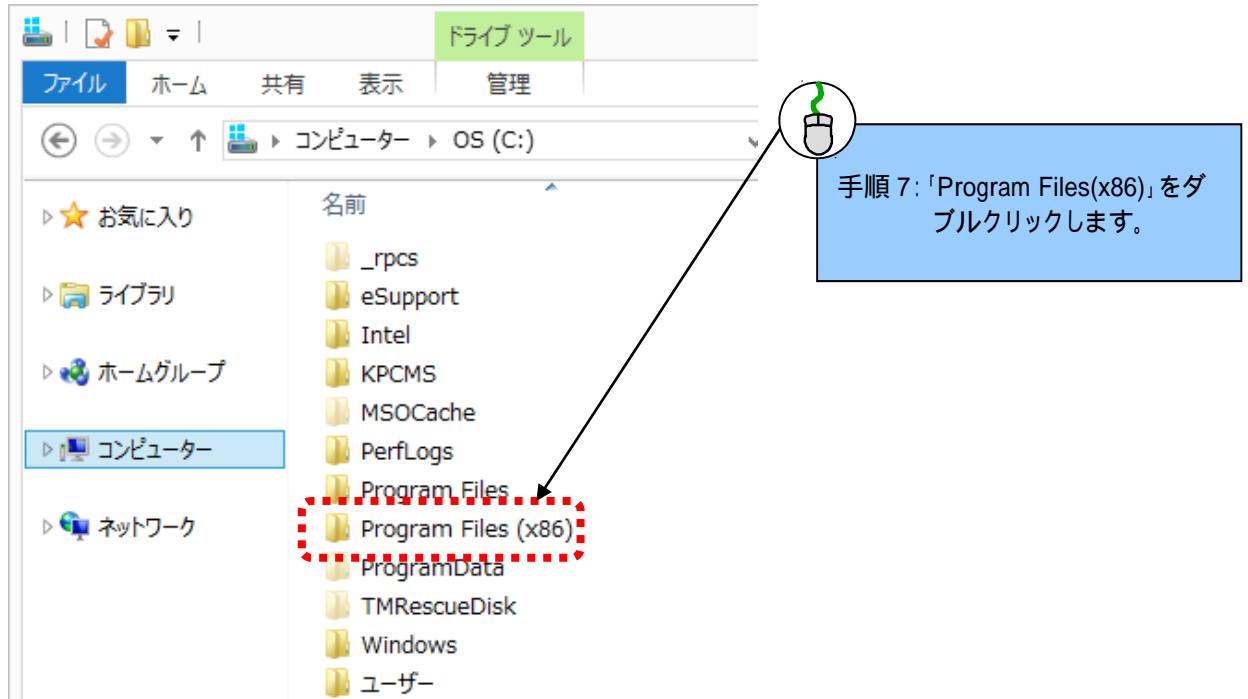 ドライブ ツール
ファイル ホーム 共有 表示 管理
コンピューター OS (C:)
手順 7:「Program Files(x86)」をダ
ブルクリックします。
名前
お気に入り
ライブラリ
ホームグループ
コンピューター
ネットワーク
_rpcs
eSupport
Intel
KPCMS
MSOCache
PerfLogs
Program Files
Program Files (x86)
ProgramData
TMRescueDisk
Windows
ユーザー